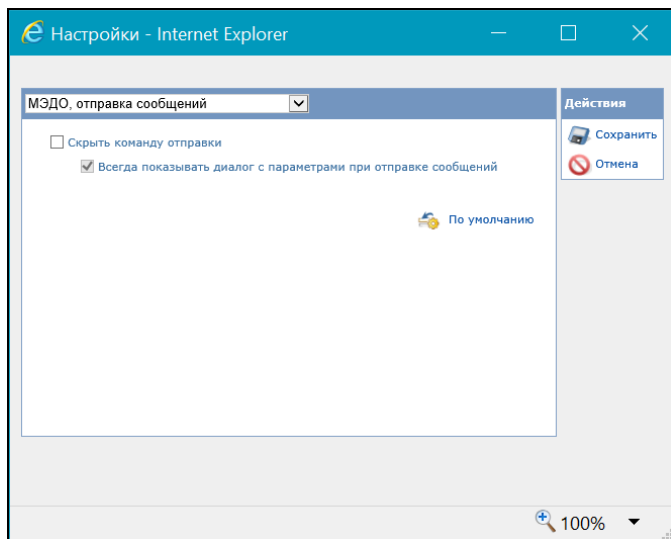 Настройки - Internet Explorer
МЭДО, отправка сообщений
Действия
Скрыть команду отправки
Сохранить
Всегда показывать диалог с параметрами при отправке сообщений
Отмена
По умолчанию
100%